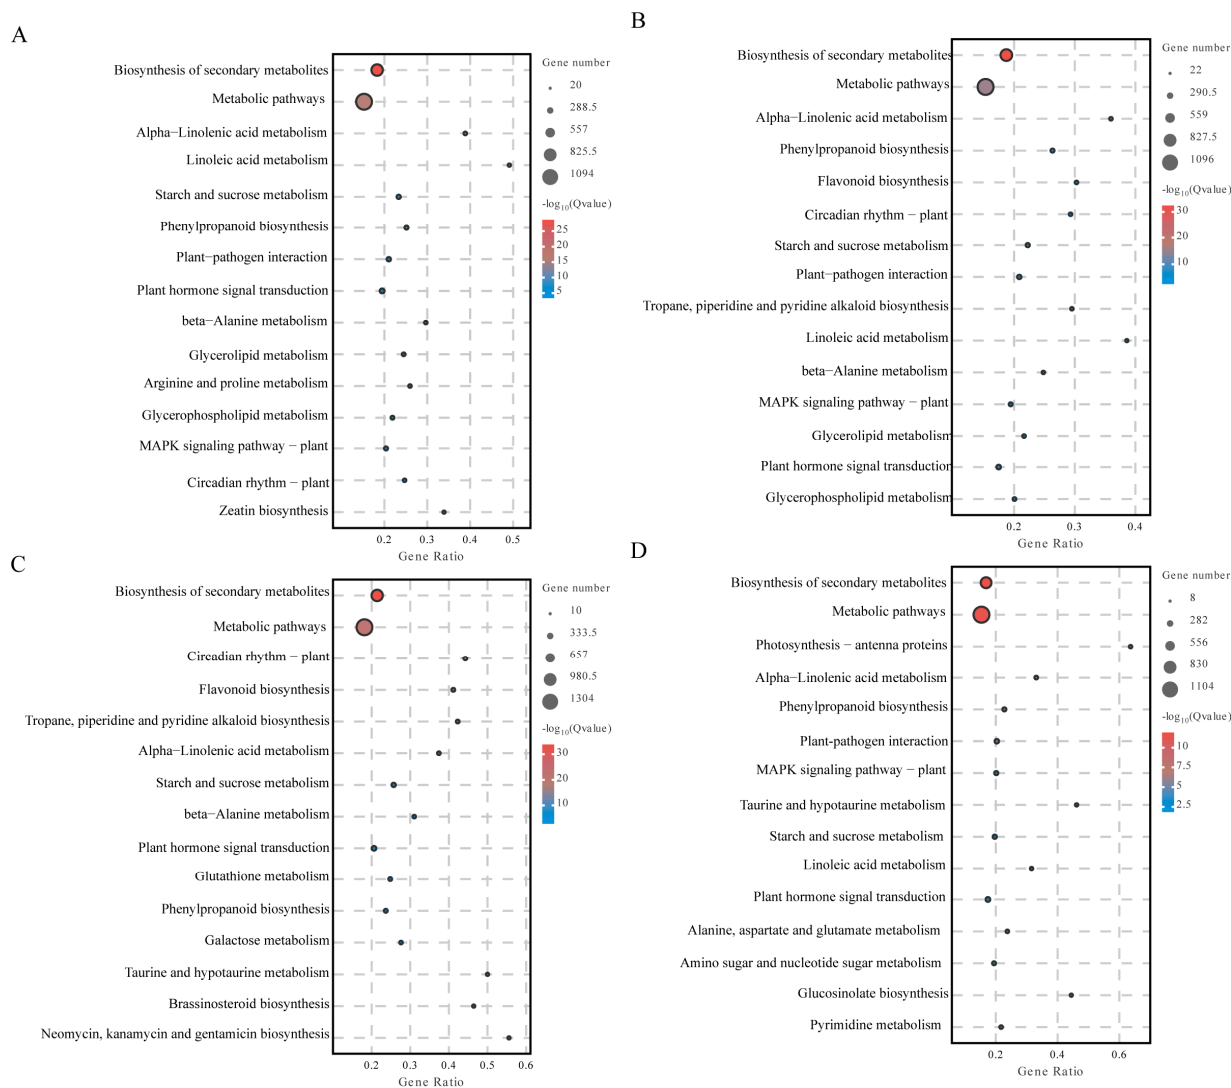 A
Biosynthesis of secondary metabolites
Metabolic pathways
Alpha−Linolenic acid metabolism
Linoleic acid metabolism
Starch and sucrose metabolism
Phenylpropanoid biosynthesis
Plant−pathogen interaction
Plant hormone signal transduction
beta−Alanine metabolism
Glycerolipid metabolism
Arginine and proline metabolism
Glycerophospholipid metabolism
MAPK signaling pathway − plant
Circadian rhythm − plant
Zeatin biosynthesis
0.2 0.3 0.4 0.5
Gene Ratio
Gene number
20
288.5
557
825.5
1094
-log10(Qvalue)
25
20
15
10
5
B
Biosynthesis of secondary metabolites
Metabolic pathways
Alpha−Linolenic acid metabolism
Phenylpropanoid biosynthesis
Flavonoid biosynthesis
Circadian rhythm − plant
Starch and sucrose metabolism
Plant−pathogen interaction
Tropane, piperidine and pyridine alkaloid biosynthesis
Linoleic acid metabolism
beta−Alanine metabolism
MAPK signaling pathway − plant
Glycerolipid metabolism
Plant hormone signal transduction
Glycerophospholipid metabolism
0.2 0.3 0.4
Gene Ratio
Gene number
22
290.5
559
827.5
1096
-log10(Qvalue)
30
20
10
C
Biosynthesis of secondary metabolites
Metabolic pathways
Circadian rhythm − plant
Flavonoid biosynthesis
Tropane, piperidine and pyridine alkaloid biosynthesis
Alpha−Linolenic acid metabolism
Starch and sucrose metabolism
beta−Alanine metabolism
Plant hormone signal transduction
Glutathione metabolism
Phenylpropanoid biosynthesis
Galactose metabolism
Taurine and hypotaurine metabolism
Brassinosteroid biosynthesis
Neomycin, kanamycin and gentamicin biosynthesis
0.2 0.3 0.4 0.5 0.6
Gene Ratio
Gene number
10
333.5
657
980.5
1304
-log10(Qvalue)
30
20
10
D
Biosynthesis of secondary metabolites
Metabolic pathways
Photosynthesis − antenna proteins
Alpha−Linolenic acid metabolism
Phenylpropanoid biosynthesis
Plant-pathogen interaction
MAPK signaling pathway − plant
Taurine and hypotaurine metabolism
Starch and sucrose metabolism
Linoleic acid metabolism
Plant hormone signal transduction
Alanine, aspartate and glutamate metabolism
Amino sugar and nucleotide sugar metabolism
Glucosinolate biosynthesis
Pyrimidine metabolism
0.2 0.4 0.6
Gene Ratio
Gene number
8
282
556
830
1104
-log10(Qvalue)
10
7.5
5
2.5